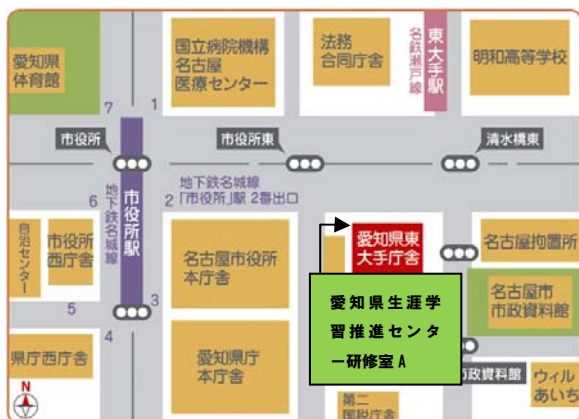 愛知県
体育館
国立病院機構
名古屋
医療センター
法務
合同庁舎
東大手駅
名鉄瀬戸線
明和高等学校
7
1
市役所
市役所東
清水橋東
6
地下鉄名城線
市役所駅
2
地下鉄名城線
「市役所」駅 2番出口
自治センター
市役所
西庁舎
名古屋市役所
本庁舎
愛知県東
大手庁舎
名古屋拘置所
名古屋市
市政資料館
愛知県生涯学
習推進センタ
ー研修室A
5
3
4
県庁西庁舎
愛知県庁
本庁舎
市政資料館
ウィル
あいち
第二
国税庁舎
N